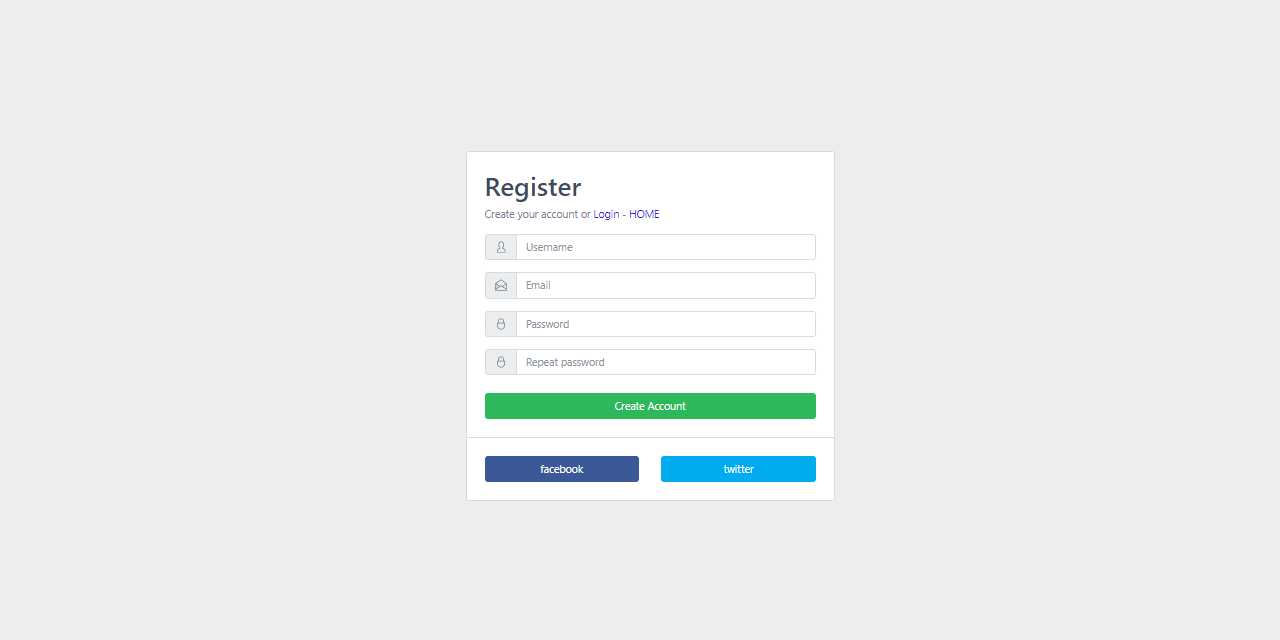 Register
Create your account or Login - HOME
Username
Email
Password
Repeat password
Create Account
facebook twitter